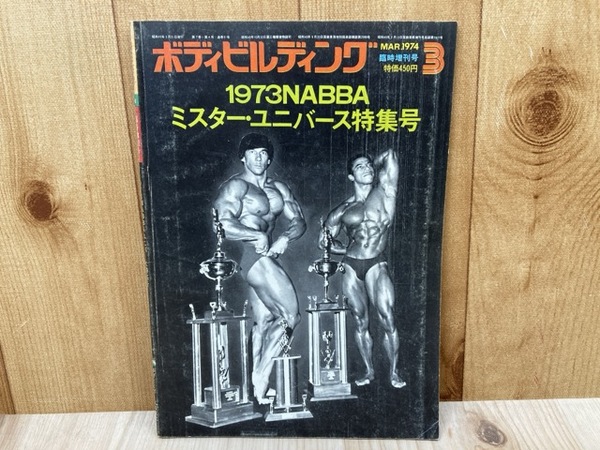 ボディビルディング
MAR.1974
臨時増刊号
特価450円
3
1973NABBA
ミスター・ユニバース特集号